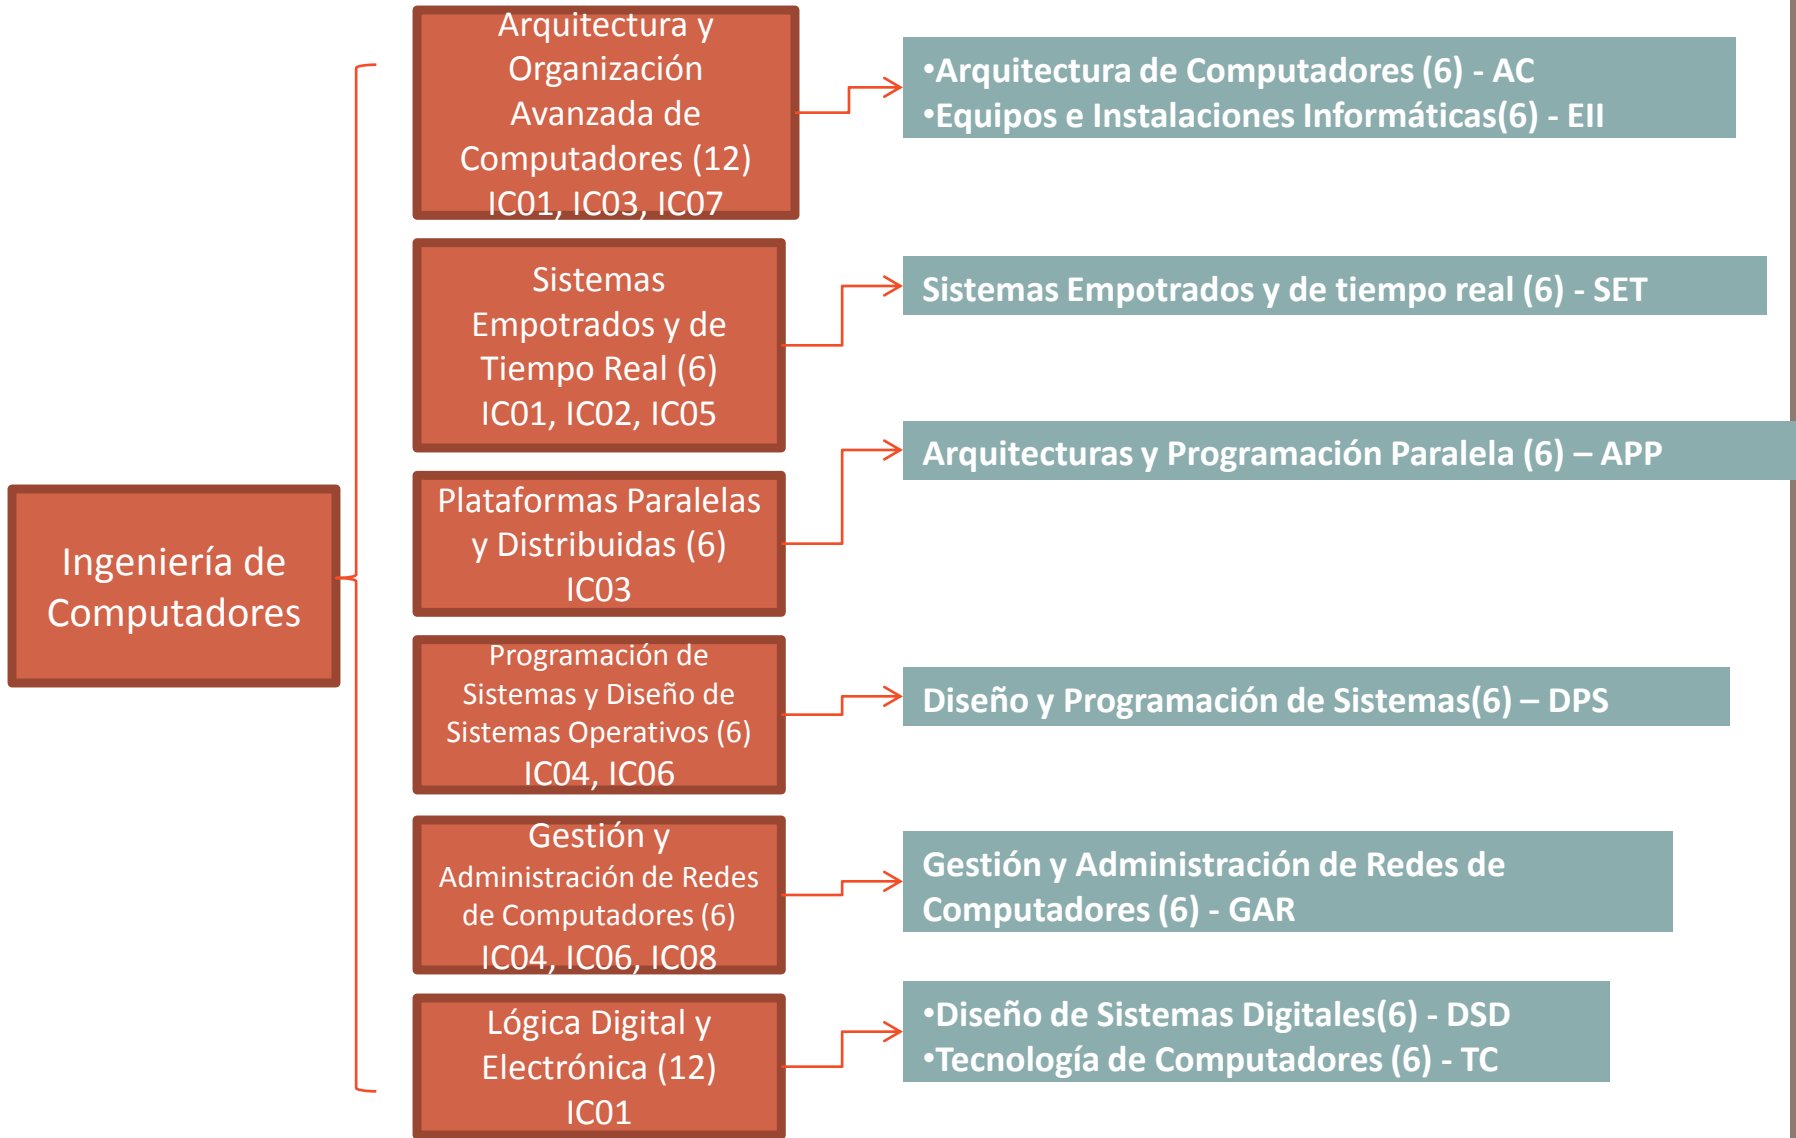 Ingeniería de
Computadores
Arquitectura y
Organización
Avanzada de
Computadores (12)
IC01, IC03, IC07
•Arquitectura de Computadores (6) - AC
•Equipos e Instalaciones Informáticas(6) - EII
Sistemas
Empotrados y de
Tiempo Real (6)
IC01, IC02, IC05
Sistemas Empotrados y de tiempo real (6) - SET
Plataformas Paralelas
y Distribuidas (6)
IC03
Arquitecturas y Programación Paralela (6) – APP
Programación de
Sistemas y Diseño de
Sistemas Operativos (6)
IC04, IC06
Diseño y Programación de Sistemas(6) – DPS
Gestión y
Administración de Redes
de Computadores (6)
IC04, IC06, IC08
Gestión y Administración de Redes de
Computadores (6) - GAR
Lógica Digital y
Electrónica (12)
IC01
•Diseño de Sistemas Digitales(6) - DSD
•Tecnología de Computadores (6) - TC